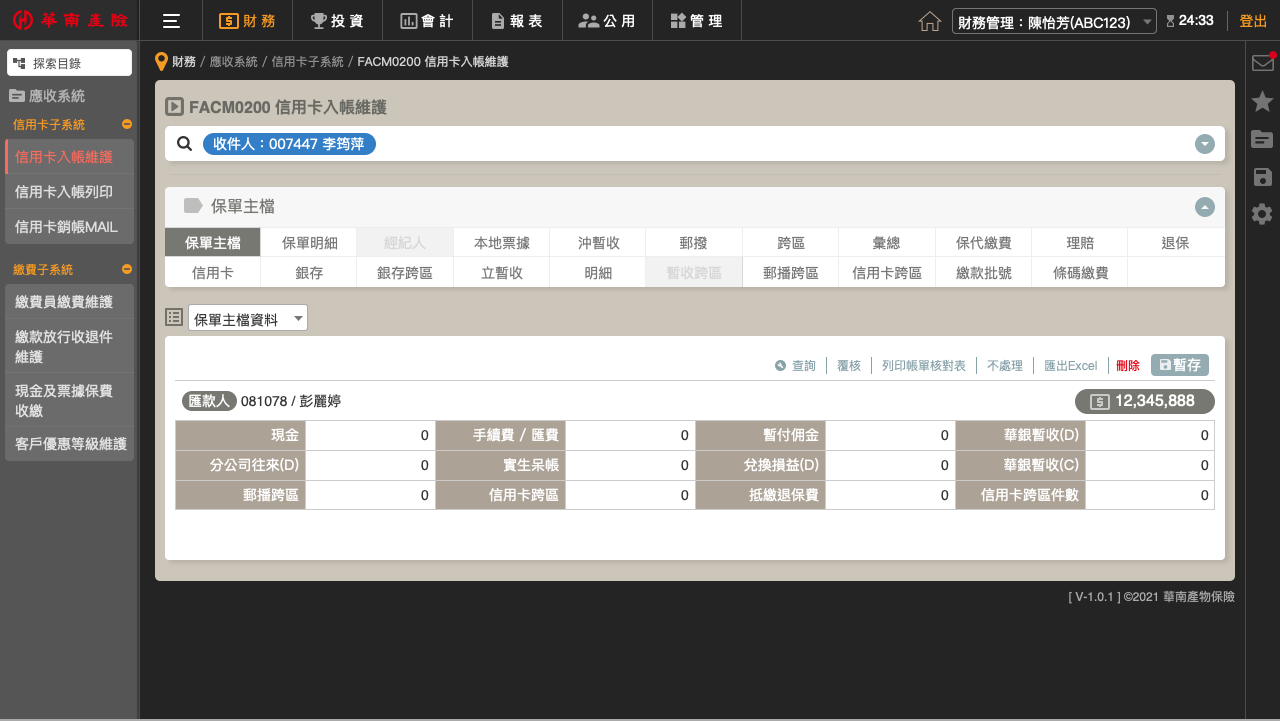 華南產險
財務
投資
會計
報表
公用
管理
財務管理：陳怡芳(ABC123)
24:33
登出
探索目錄
應收系統
信用卡子系統
信用卡入帳維護
信用卡入帳列印
信用卡銷帳MAIL
繳費子系統
繳費員繳費維護
繳款放行收退件維護
現金及票據保費收繳
客戶優惠等級維護
財務 / 應收系統 / 信用卡子系統 / FACM0200 信用卡入帳維護
FACM0200 信用卡入帳維護
收件人：007447 李筠萍
保單主檔
保單主檔 保單明細 經紀人 本地票據 沖暫收 郵撥 跨區 彙總 保代繳費 理賠 退保
信用卡 銀存 銀存跨區 立暫收 明細 暫收跨區 郵播跨區 信用卡跨區 繳款批號 條碼繳費
保單主檔資料
查詢 覆核 列印帳單核對表 不處理 匯出Excel 刪除 暫存
匯款人 081078 / 彭麗婷
12,345,888
現金 0 手續費 / 匯費 0 暫付佣金 0 華銀暫收(D) 0
分公司往來(D) 0 實生呆帳 0 兌換損益(D) 0 華銀暫收(C) 0
郵播跨區 0 信用卡跨區 0 抵繳退保費 0 信用卡跨區件數 0
[ V-1.0.1 ] ©2021 華南產物保險